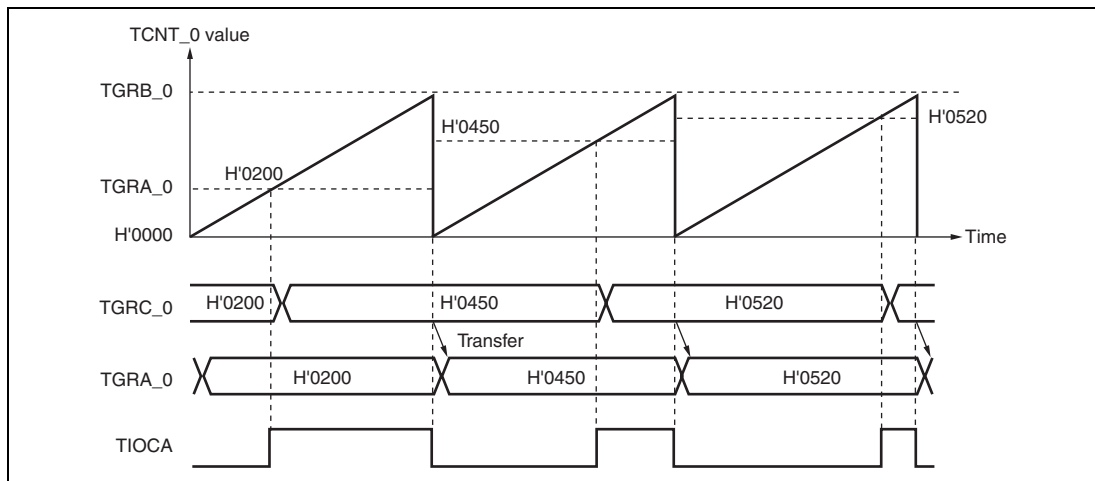 TCNT_0 value
TGRB_0
H'0520
H'0450
H'0200
TGRA_0
H'0000
Time
TGRC_0
H'0200
H'0450
H'0520
Transfer
TGRA_0
H'0200
H'0450
H'0520
TIOCA